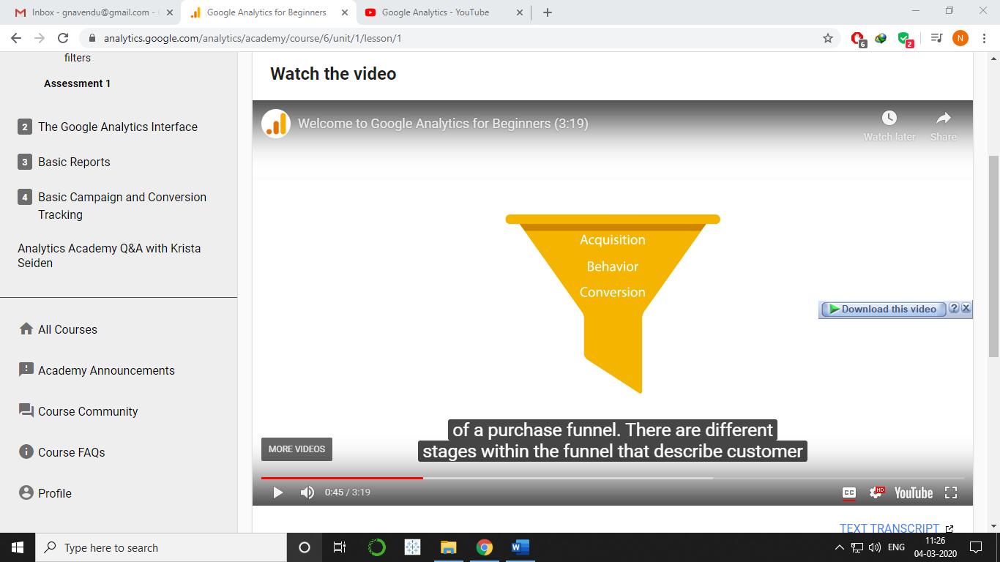 Inbox - gnavendu@gmail.com -
Google Analytics for Beginners
Google Analytics - YouTube
analytics.google.com/analytics/academy/course/6/unit/1/lesson/1
6
2
N
filters
Assessment 1
2 The Google Analytics Interface
3 Basic Reports
4 Basic Campaign and Conversion
Tracking
Analytics Academy Q&A with Krista
Seiden
All Courses
Academy Announcements
Course Community
Course FAQs
Profile
Watch the video
Welcome to Google Analytics for Beginners (3:19)
Watch later
Share
Acquisition
Behavior
Conversion
Download this video ? X
of a purchase funnel. There are different
stages within the funnel that describe customer
MORE VIDEOS
0:45 / 3:19
CC
HD
YouTube
TEXT TRANSCRIPT
Type here to search
W
ENG
11:26
04-03-2020